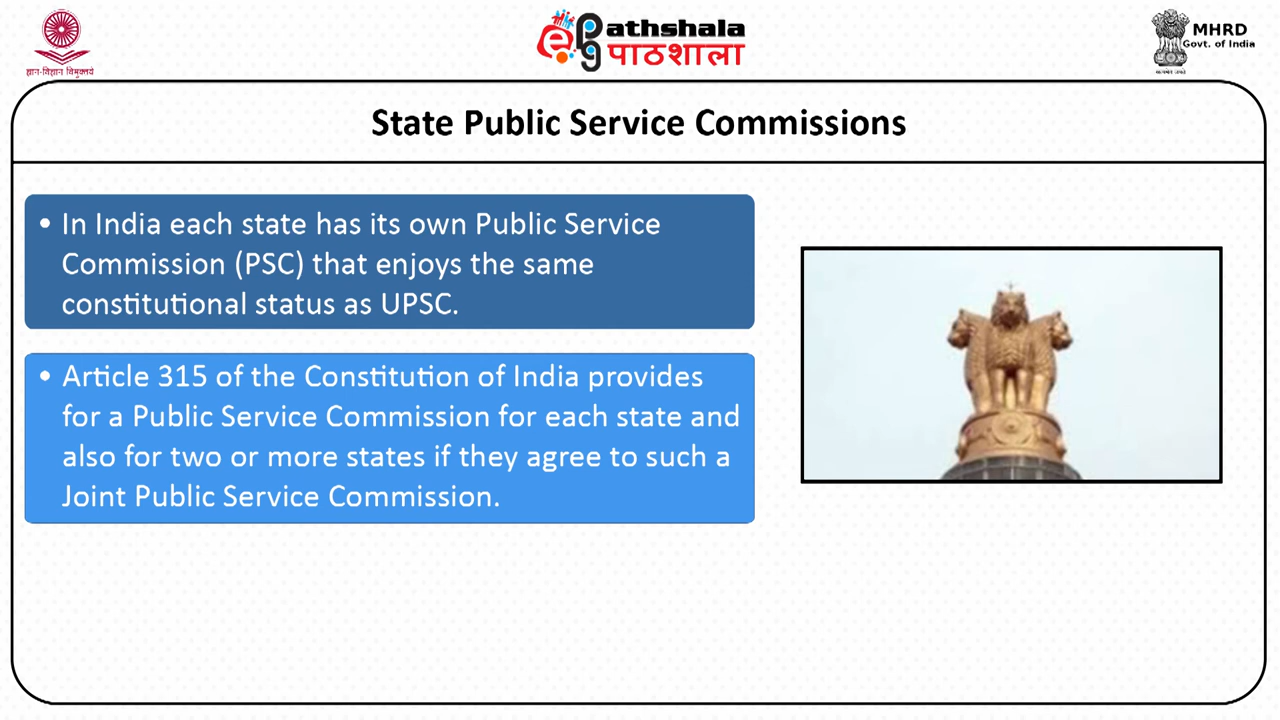 ज्ञान-विज्ञान विमुक्तये
ePG Pathshala
पाठशाला
MHRD
Govt. of India
State Public Service Commissions
• In India each state has its own Public Service
Commission (PSC) that enjoys the same
constitutional status as UPSC.
• Article 315 of the Constitution of India provides
for a Public Service Commission for each state and
also for two or more states if they agree to such a
Joint Public Service Commission.